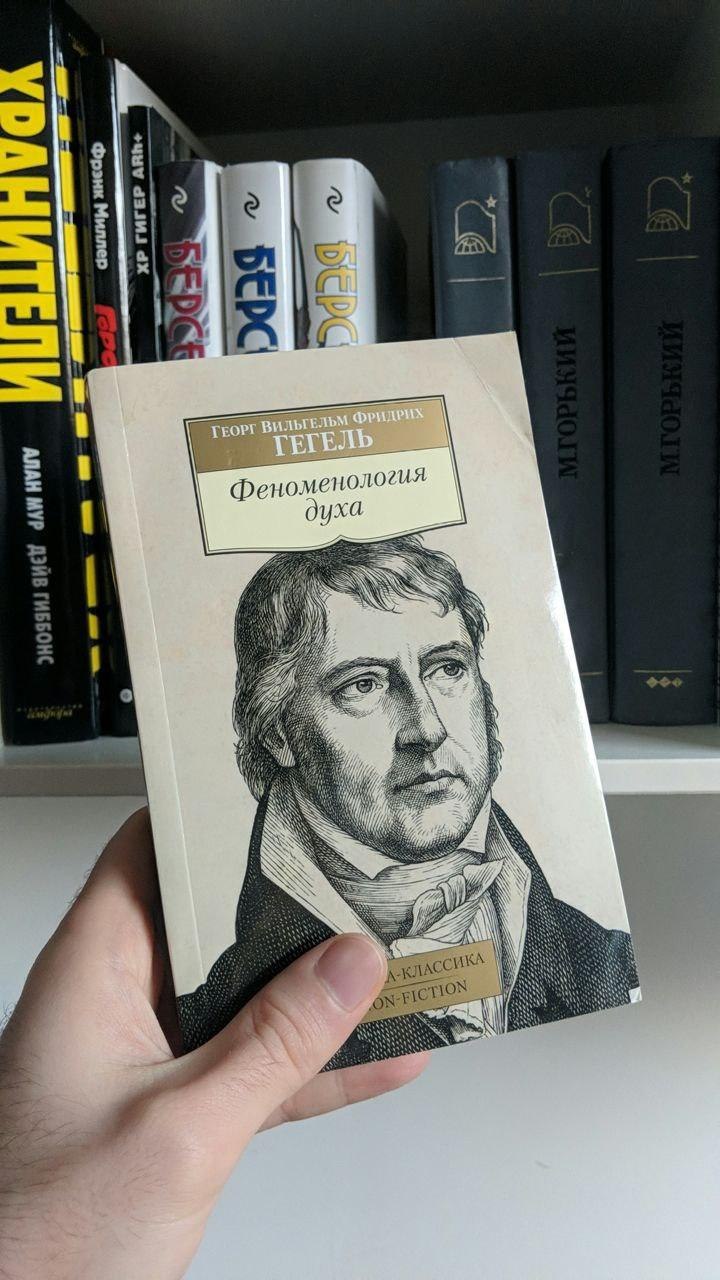 ХРАНИТЕЛИ
АЛАН МУР ДЭЙВ ГИББОНС
Фрэнк Миллер
ХР ГИГЕР ARh+
БЕРСЕ
БЕРС
БЕРС
М.ГОРЬКИЙ
М.ГОРЬКИЙ
Георг Вильгельм Фридрих
ГЕГЕЛЬ
Феноменология
духа
А-КЛАССИКА
ON-FICTION